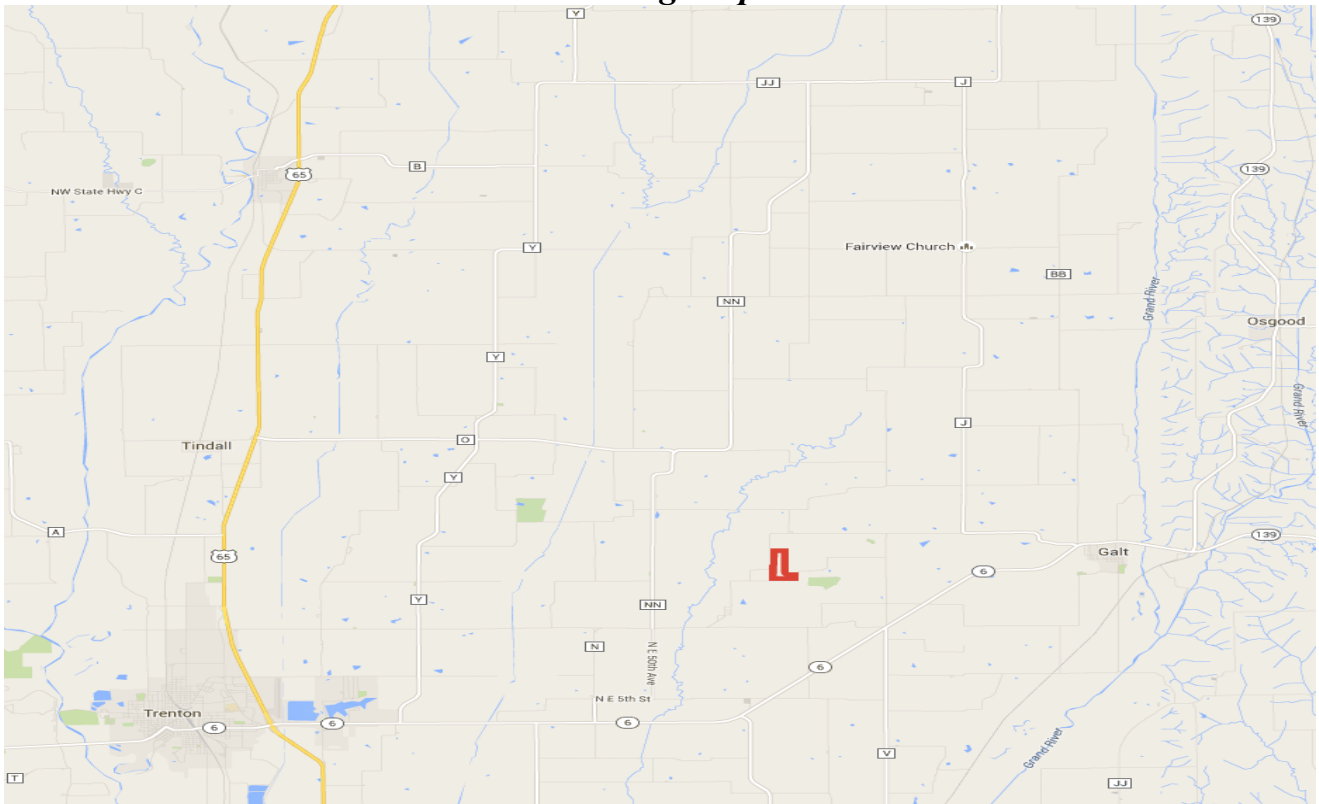 Y
139
JJ
J
65
B
139
NW State Hwy C
Y
Fairview Church
BB
Grand River
NN
Osgood
Y
Grand River
J
Tindall
O
Y
A
139
65
Galt
6
Y
NN
N
N E 50th Ave
6
N E 5th St
Trenton
6
6
6
V
Grand River
T
JJ